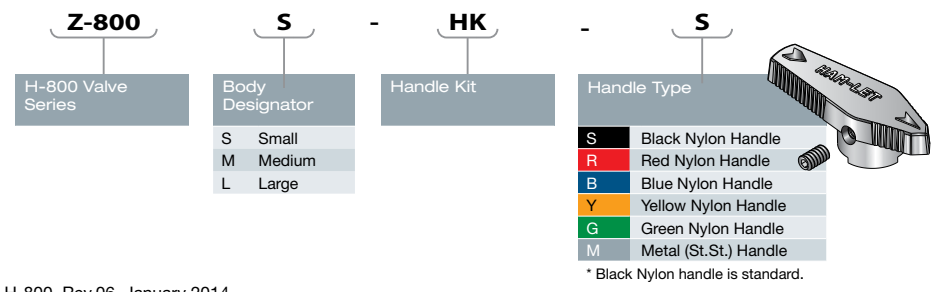 Z-800 S - HK - S
H-800 Valve Series
Body Designator
Handle Kit
Handle Type
HAM-LET
S Small
M Medium
L Large
S Black Nylon Handle
R Red Nylon Handle
B Blue Nylon Handle
Y Yellow Nylon Handle
G Green Nylon Handle
M Metal (St.St.) Handle
* Black Nylon handle is standard.
H-800, Rev.06, January 2014